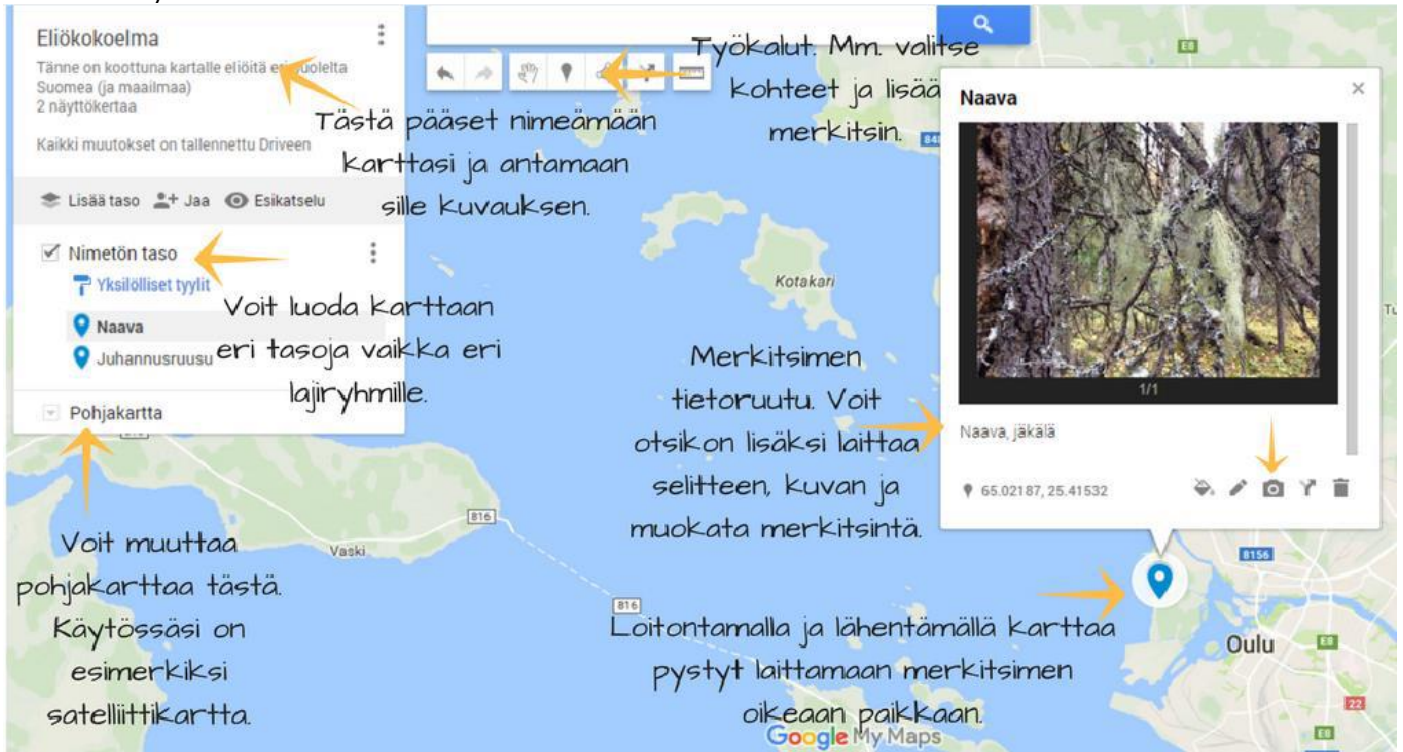 Eliökokoelma
Tänne on koottuna kartalle eliöitä eri puolelta
Suomea (ja maailmaa)
2 näyttökertaa
Kaikki muutokset on tallennettu Driveen
Lisää taso Jaa Esikatselu
Nimetön taso
Yksilölliset tyylit
Naava
Juhannusruusu
Pohjakartta
Tästä pääset nimeämään
karttasi ja antamaan
sille kuvauksen.
Voit luoda karttaan
eri tasoja vaikka eri
lajiryhmille.
Voit muuttaa
pohjakarttaa tästä.
Käytössäsi on
esimerkiksi
satelliittikartta.
Työkalut. Mm. valitse
kohteet ja lisää
merkitsin.
Merkitsimen
tietoruutu. Voit
otsikon lisäksi laittaa
selitteen, kuvan ja
muokata merkitsintä.
Loitontamalla ja lähentämällä karttaa
pystyt laittamaan merkitsimen
oikeaan paikkaan.
Naava
1/1
Naava, jäkälä
65.02187, 25.41532
E8
Kotakari
816
Vaski
816
8156
Oulu
E8
E8
22
E8
Google My Maps